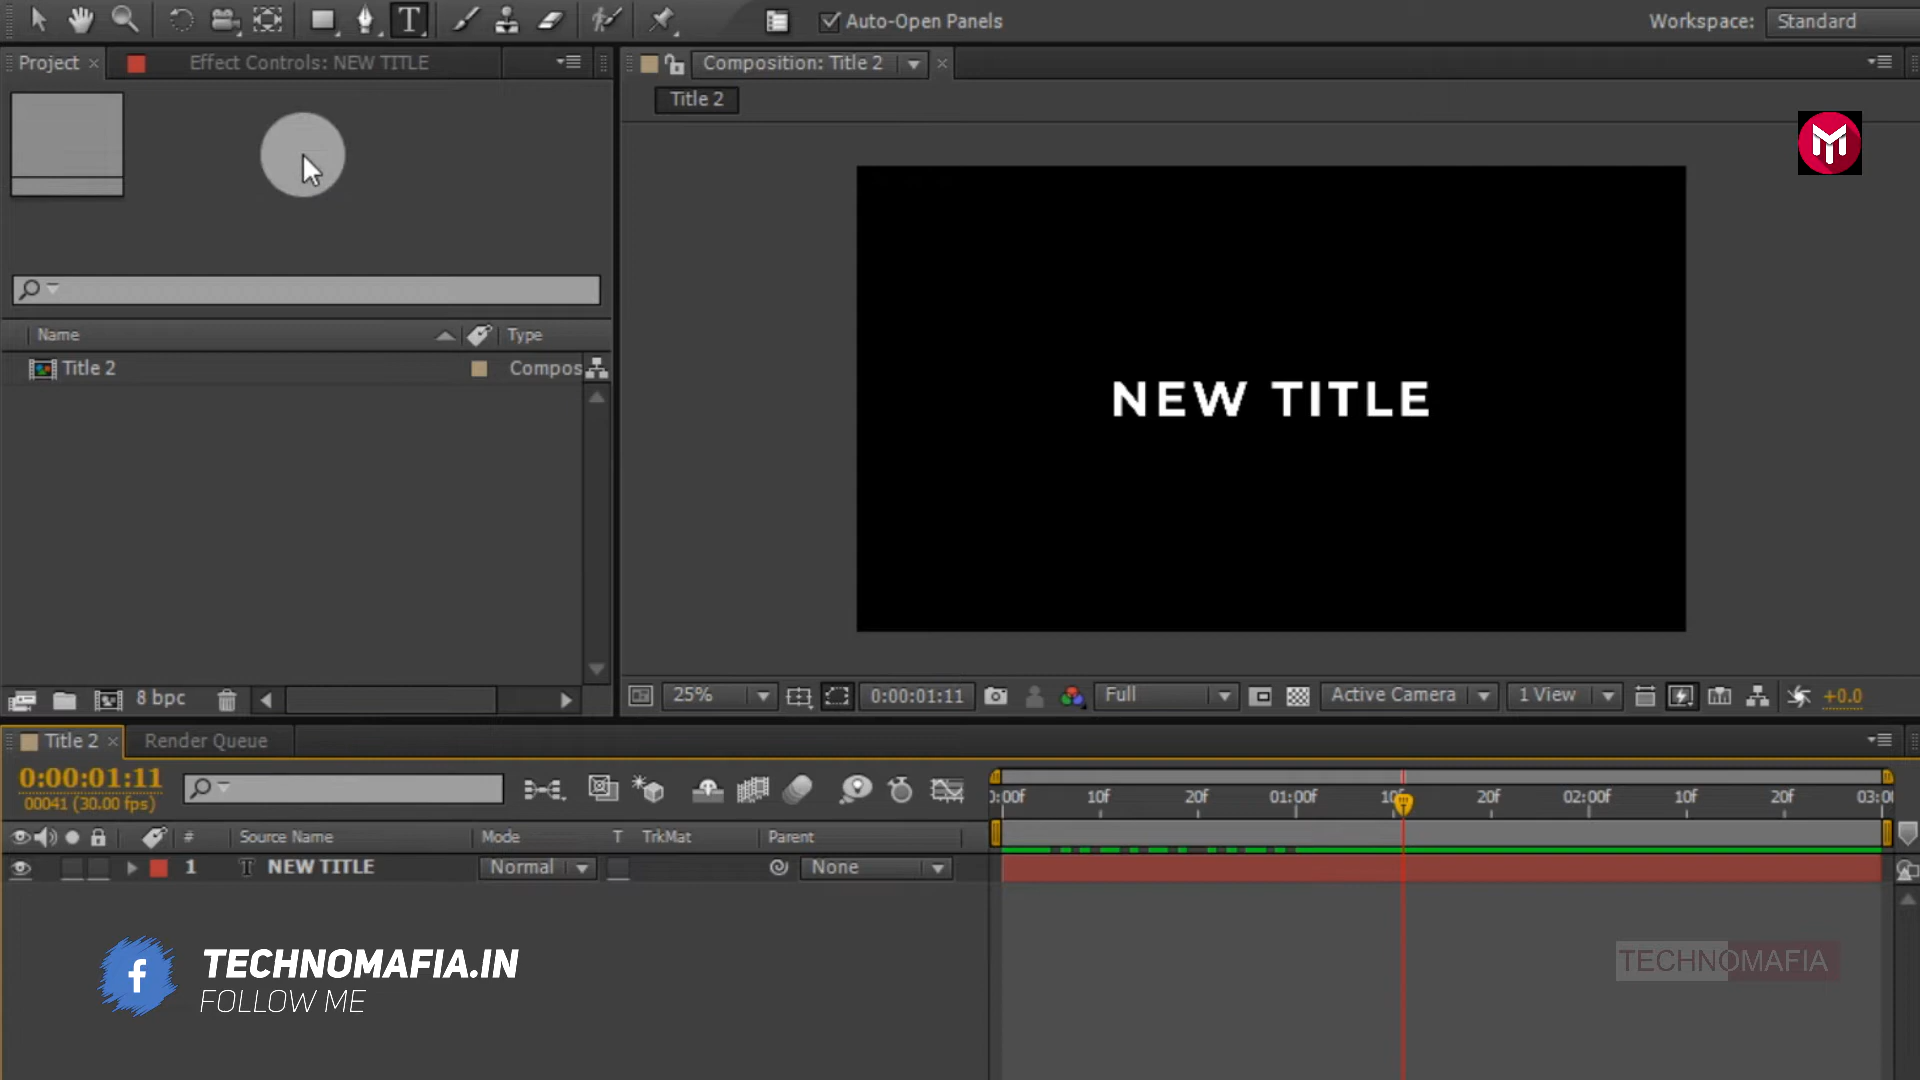 Auto-Open Panels
Workspace: Standard
Project
Effect Controls: NEW TITLE
Composition: Title 2
Title 2
NEW TITLE
Name
Type
Title 2
Compos
8 bpc
25%
0:00:01:11
Full
Active Camera
1 View
+0.0
Title 2
Render Queue
0:00:01:11
00041 (30.00 fps)
):00f 10f 20f 01:00f 10f 20f 02:00f 10f 20f 03:0(
# Source Name Mode T TrkMat Parent
1 T NEW TITLE Normal None
TECHNOMAFIA.IN
FOLLOW ME
TECHNOMAFIA